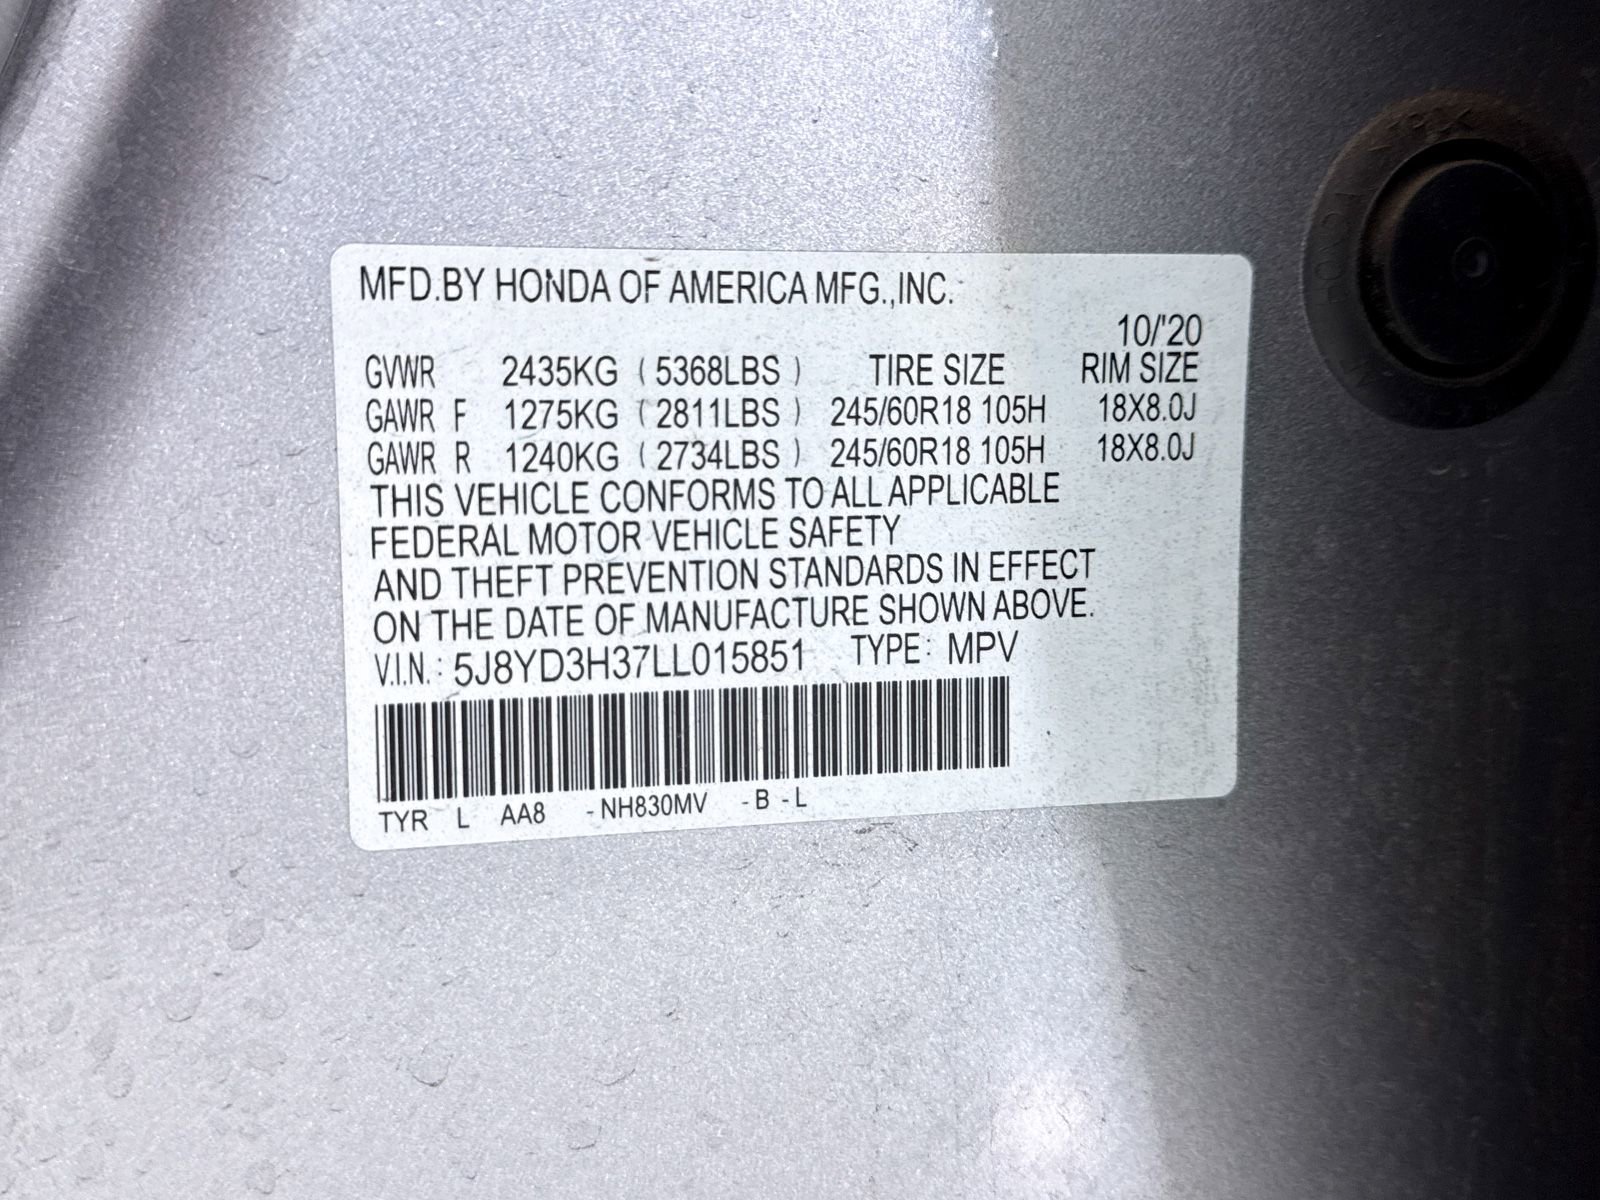 MFD.BY HONDA OF AMERICA MFG.,INC.
10/'20
GVWR 2435KG (5368LBS) TIRE SIZE RIM SIZE
GAWR F 1275KG (2811LBS) 245/60R18 105H 18X8.0J
GAWR R 1240KG (2734LBS) 245/60R18 105H 18X8.0J
THIS VEHICLE CONFORMS TO ALL APPLICABLE
FEDERAL MOTOR VEHICLE SAFETY
AND THEFT PREVENTION STANDARDS IN EFFECT
ON THE DATE OF MANUFACTURE SHOWN ABOVE.
V.I.N.: 5J8YD3H37LL015851 TYPE: MPV
TYR L AA8 -NH830MV -B -L